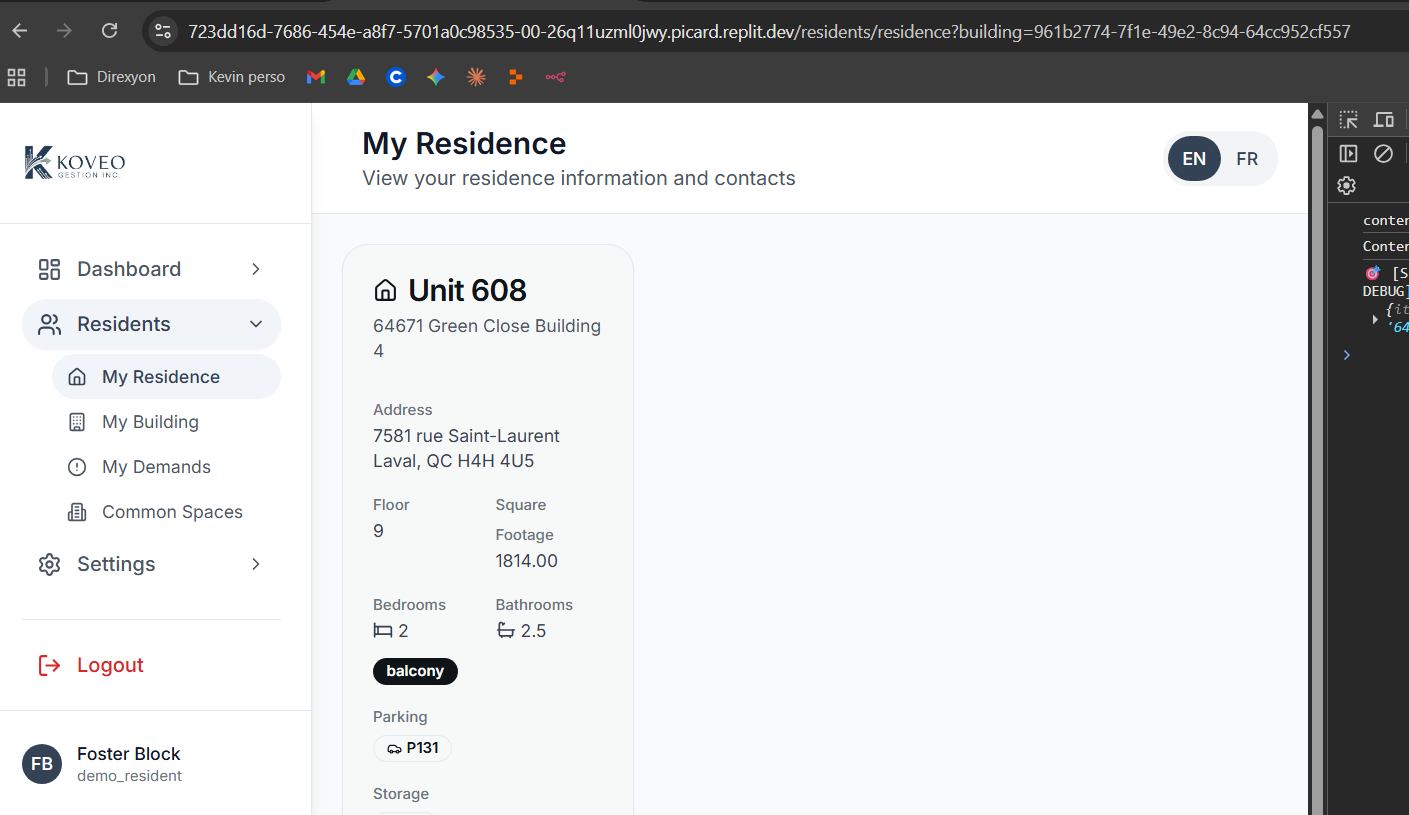 723dd16d-7686-454e-a8f7-5701a0c98535-00-26q11uzml0jwy.picard.replit.dev/residents/residence?building=961b2774-7f1e-49e2-8c94-64cc952cf557
Direxyon
Kevin perso
KOVEO
GESTION INC.
My Residence
View your residence information and contacts
EN
FR
Dashboard
Residents
My Residence
My Building
My Demands
Common Spaces
Settings
Logout
FB
Foster Block
demo_resident
Unit 608
64671 Green Close Building
4
Address
7581 rue Saint-Laurent
Laval, QC H4H 4U5
Floor
9
Square
Footage
1814.00
Bedrooms
2
Bathrooms
2.5
balcony
Parking
P131
Storage
conter
Conter
[S
DEBUG]
{it
'64